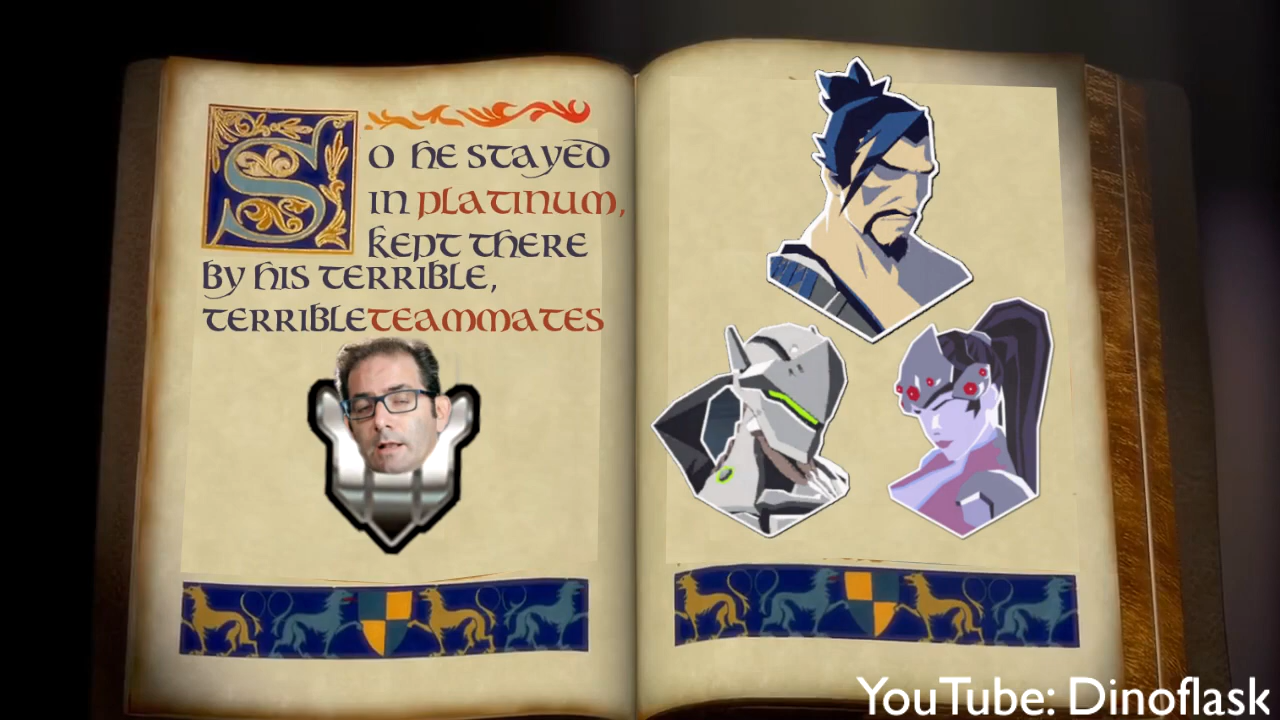 So he stayed
in platinum,
kept there
by his terrible,
terrible teammates
YouTube: Dinoflask